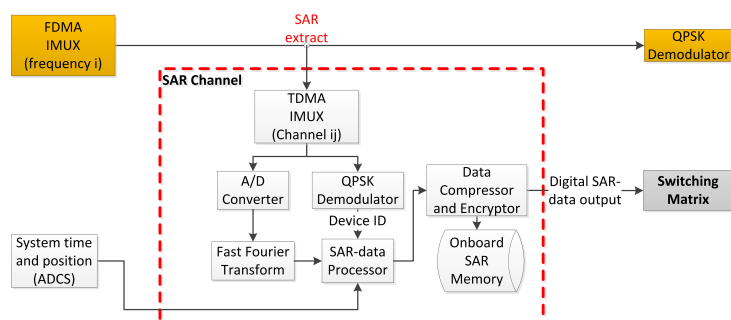 FDMA
IMUX
(frequency i)
SAR
extract
QPSK
Demodulator
SAR Channel
TDMA
IMUX
(Channel ij)
A/D
Converter
QPSK
Demodulator
Device ID
Data
Compressor
and Encryptor
Digital SAR-
data output
Switching
Matrix
System time
and position
(ADCS)
Fast Fourier
Transform
SAR-data
Processor
Onboard
SAR
Memory